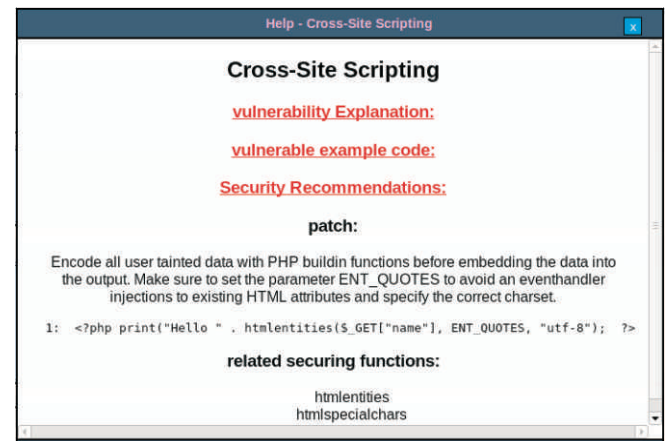 Help - Cross-Site Scripting
x
Cross-Site Scripting
vulnerability Explanation:
vulnerable example code:
Security Recommendations:
patch:
Encode all user tainted data with PHP buildin functions before embedding the data into
the output. Make sure to set the parameter ENT_QUOTES to avoid an eventhandler
injections to existing HTML attributes and specify the correct charset.
1: <?php print("Hello " . htmlentities($_GET["name"], ENT_QUOTES, "utf-8"); ?>
related securing functions:
htmlentities
htmlspecialchars